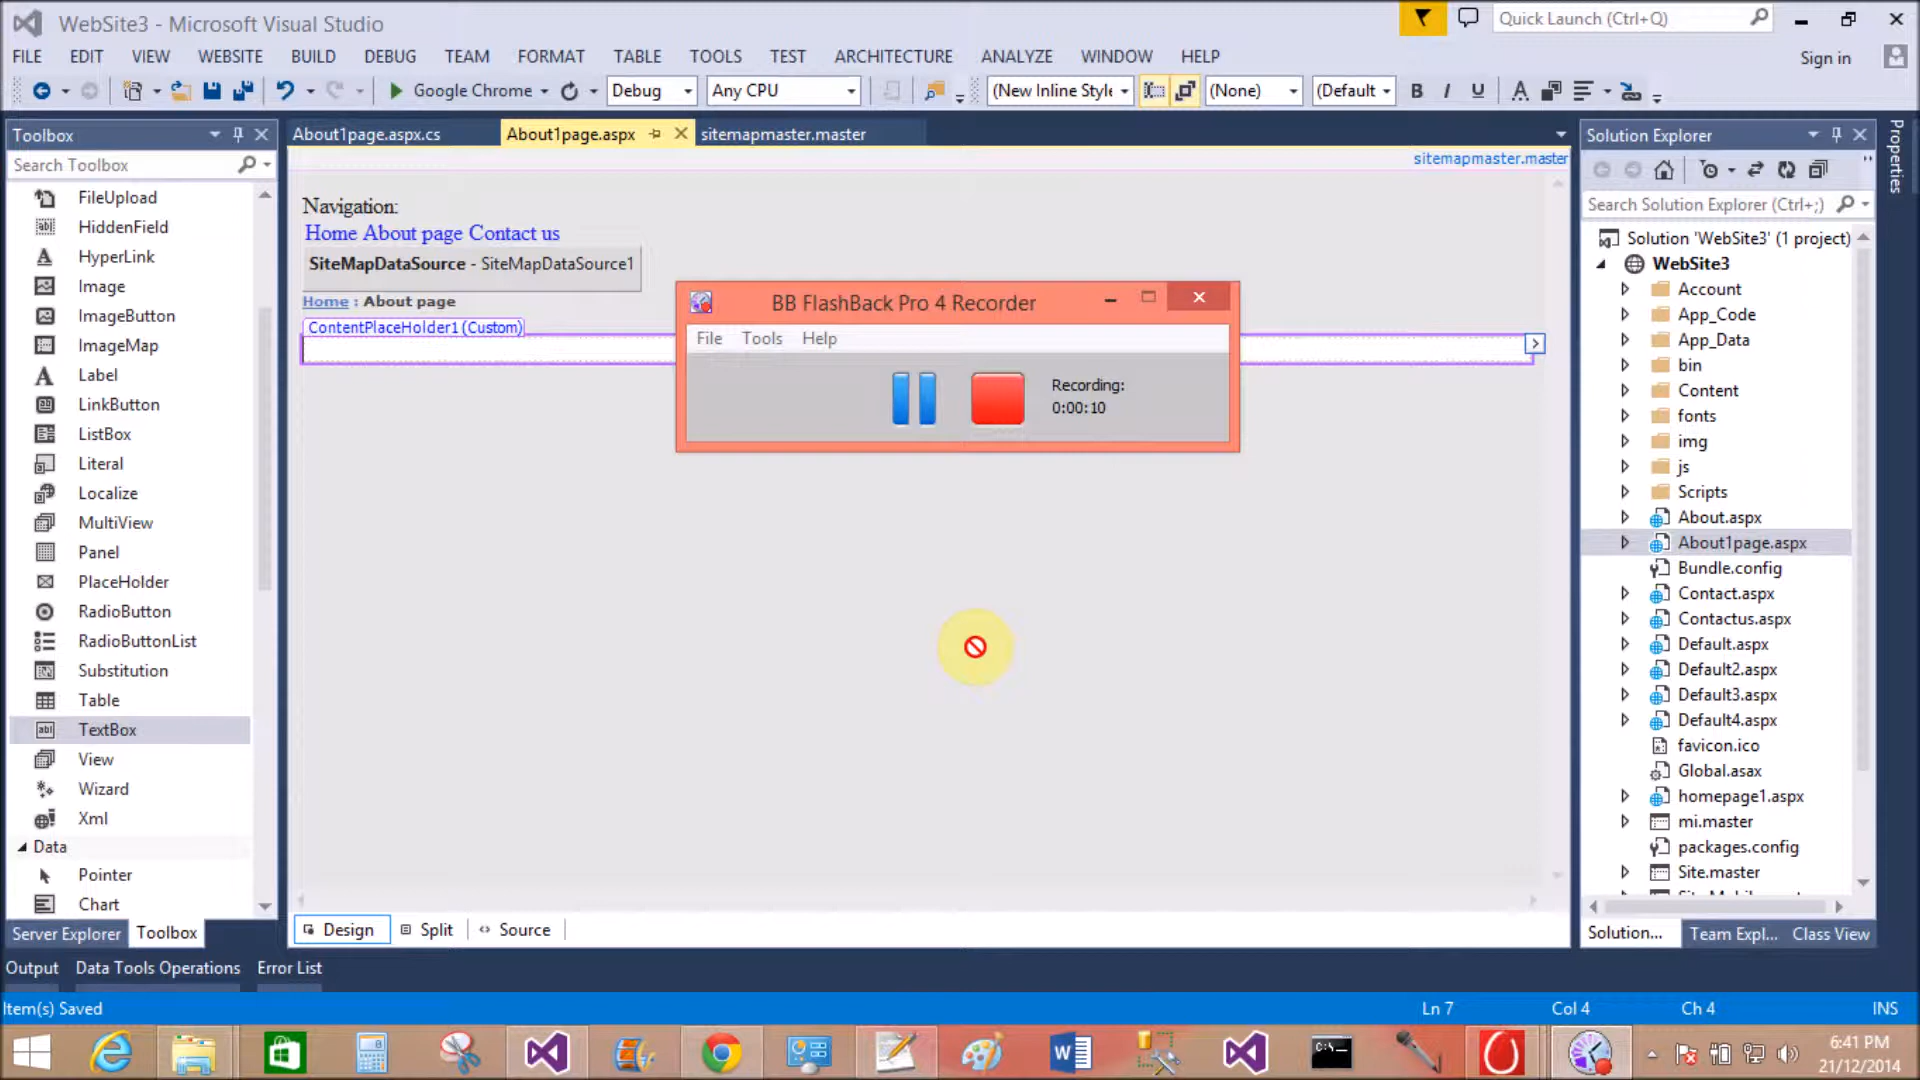 WebSite3 - Microsoft Visual Studio
Quick Launch (Ctrl+Q)
FILE EDIT VIEW WEBSITE BUILD DEBUG TEAM FORMAT TABLE TOOLS TEST ARCHITECTURE ANALYZE WINDOW HELP
Sign in
Google Chrome Debug Any CPU (New Inline Style (None) (Default B I U A
Toolbox
Search Toolbox
FileUpload
HiddenField
HyperLink
Image
ImageButton
ImageMap
Label
LinkButton
ListBox
Literal
Localize
MultiView
Panel
PlaceHolder
RadioButton
RadioButtonList
Substitution
Table
TextBox
View
Wizard
Xml
Data
Pointer
Chart
Server Explorer Toolbox
About1page.aspx.cs About1page.aspx sitemapmaster.master
sitemapmaster.master
Navigation:
Home About page Contact us
SiteMapDataSource - SiteMapDataSource1
Home : About page
ContentPlaceHolder1 (Custom)
BB FlashBack Pro 4 Recorder
File Tools Help
Recording:
0:00:10
Design Split Source
Solution Explorer
Search Solution Explorer (Ctrl+;)
Solution 'WebSite3' (1 project)
WebSite3
Account
App_Code
App_Data
bin
Content
fonts
img
js
Scripts
About.aspx
About1page.aspx
Bundle.config
Contact.aspx
Contactus.aspx
Default.aspx
Default2.aspx
Default3.aspx
Default4.aspx
favicon.ico
Global.asax
homepage1.aspx
mi.master
packages.config
Site.master
Solution... Team Expl... Class View
Properties
Output Data Tools Operations Error List
Item(s) Saved
Ln 7 Col 4 Ch 4 INS
6:41 PM
21/12/2014